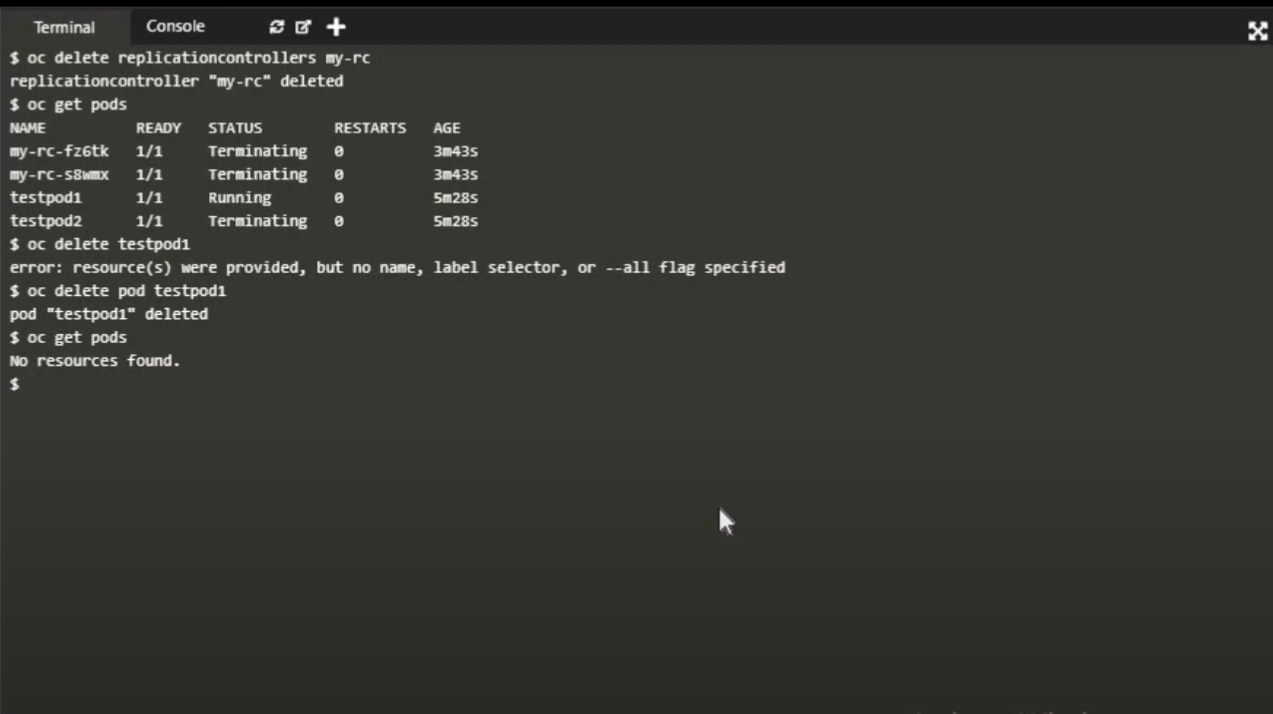 Terminal Console
$ oc delete replicationcontrollers my-rc
replicationcontroller "my-rc" deleted
$ oc get pods
NAME READY STATUS RESTARTS AGE
my-rc-fz6tk 1/1 Terminating 0 3m43s
my-rc-s8wmx 1/1 Terminating 0 3m43s
testpod1 1/1 Running 0 5m28s
testpod2 1/1 Terminating 0 5m28s
$ oc delete testpod1
error: resource(s) were provided, but no name, label selector, or --all flag specified
$ oc delete pod testpod1
pod "testpod1" deleted
$ oc get pods
No resources found.
$